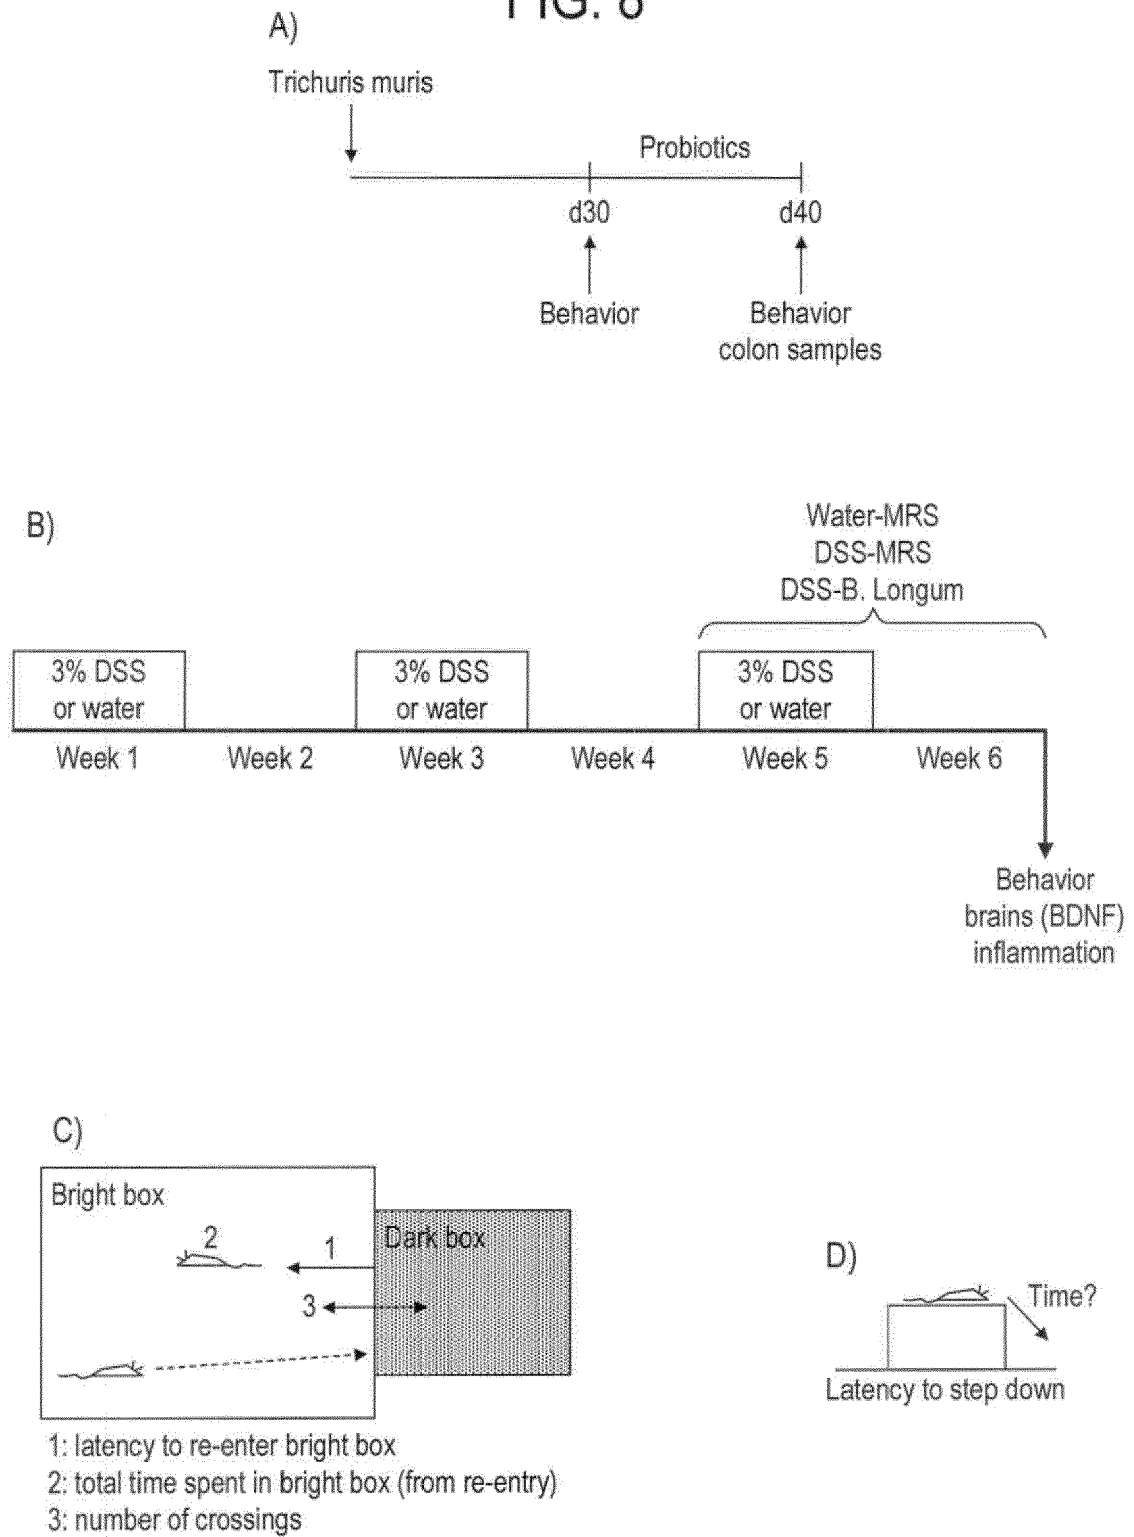 FIG. 8
A)
Trichuris muris
Probiotics
d30
d40
Behavior
Behavior
colon samples
B)
Water-MRS
DSS-MRS
DSS-B. Longum
3% DSS
or water
3% DSS
or water
3% DSS
or water
Week 1
Week 2
Week 3
Week 4
Week 5
Week 6
Behavior
brains (BDNF)
inflammation
C)
Bright box
Dark box
2
1
3
1: latency to re-enter bright box
2: total time spent in bright box (from re-entry)
3: number of crossings
D)
Time?
Latency to step down